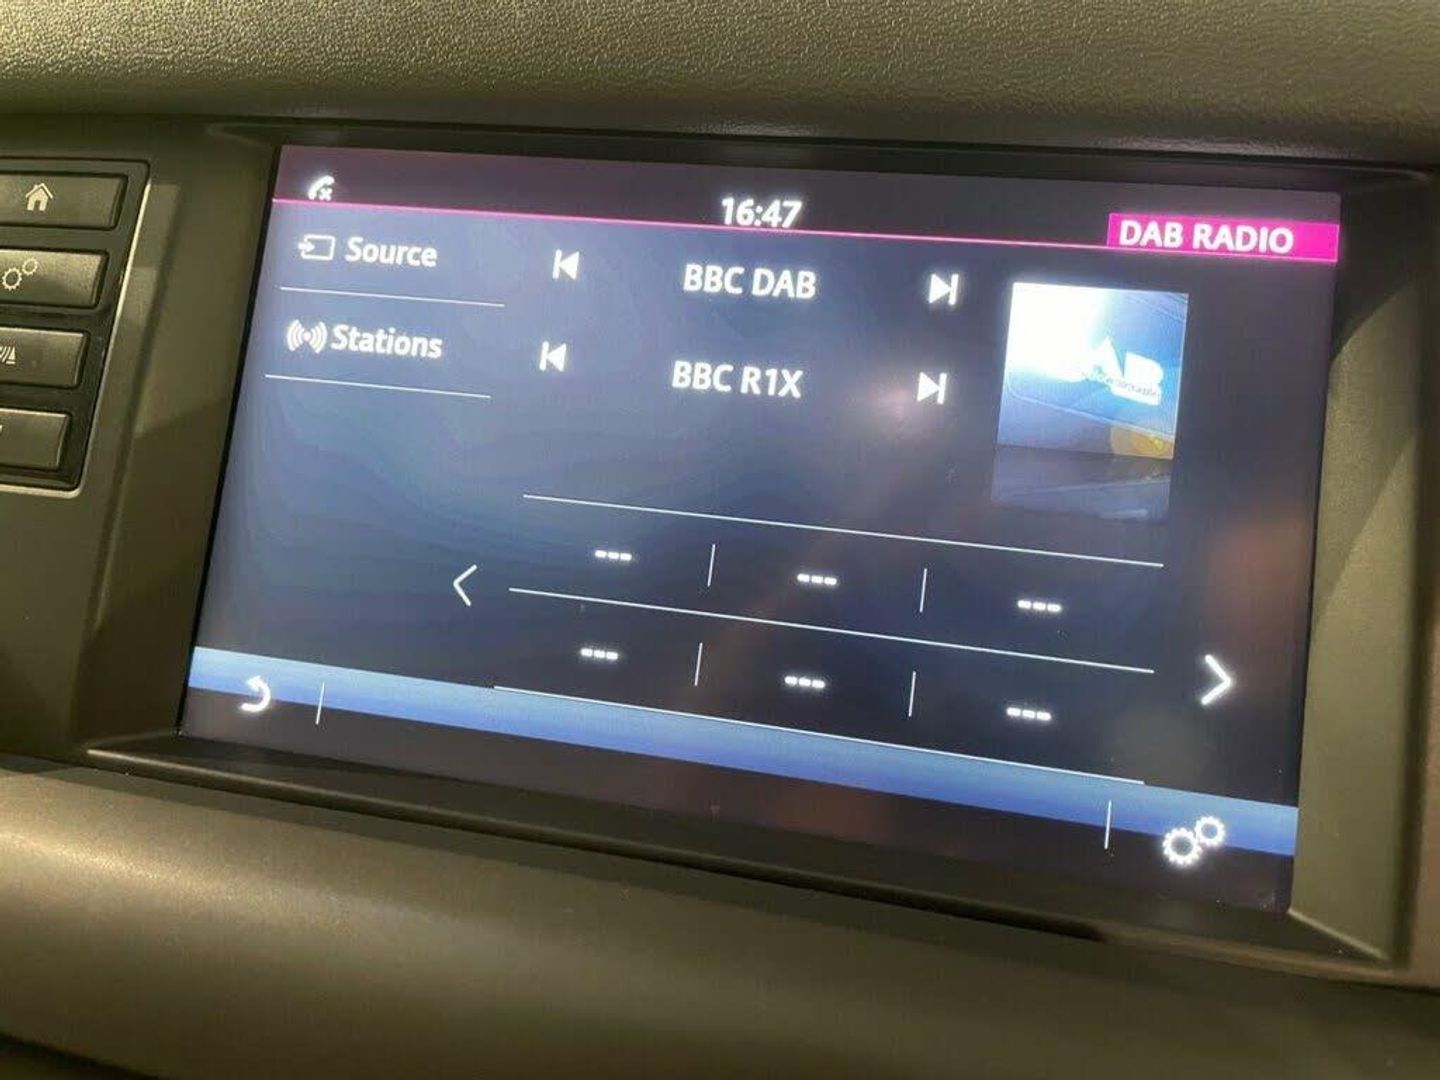 16:47
DAB RADIO
Source
BBC DAB
Stations
BBC R1X
--- --- ---
--- --- ---